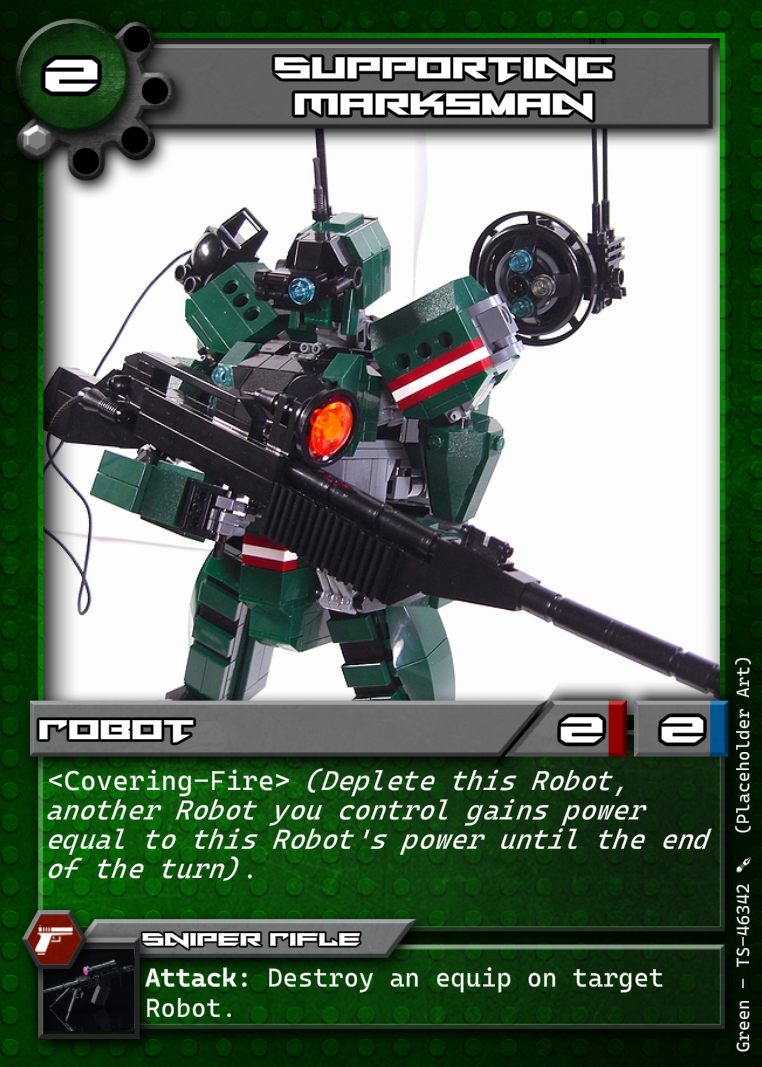 2
SUPPORTING
MARKSMAN
ROBOT
2
2
<Covering-Fire> (Deplete this Robot,
another Robot you control gains power
equal to this Robot's power until the end
of the turn).
SNIPER RIFLE
Attack: Destroy an equip on target
Robot.
Green - TS-46342 ✒ (Placeholder Art)